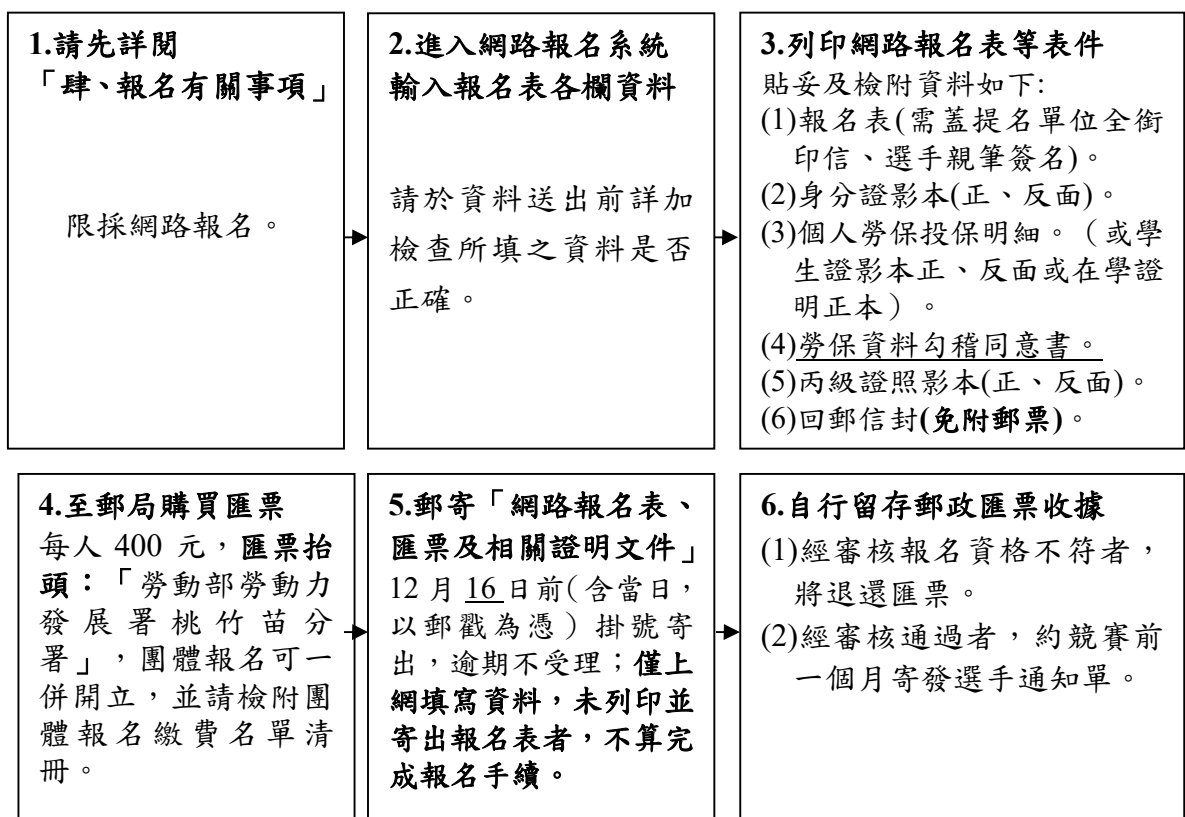 1.請先詳閱
「肆、報名有關事項」
限採網路報名。
2.進入網路報名系統
輸入報名表各欄資料
請於資料送出前詳加
檢查所填之資料是否
正確。
3.列印網路報名表等表件
貼妥及檢附資料如下:
(1)報名表(需蓋提名單位全銜
印信、選手親筆簽名)。
(2)身分證影本(正、反面)。
(3)個人勞保投保明細。（或學
生證影本正、反面或在學證
明正本）。
(4)勞保資料勾稽同意書。
(5)丙級證照影本(正、反面)。
(6)回郵信封(免附郵票)。
4.至郵局購買匯票
每人 400 元，匯票抬
頭：「勞動部勞動力
發展署桃竹苗分
署」，團體報名可一
併開立，並請檢附團
體報名繳費名單清
冊。
5.郵寄「網路報名表、
匯票及相關證明文件」
12 月 16 日前(含當日，
以郵戳為憑）掛號寄
出，逾期不受理；僅上
網填寫資料，未列印並
寄出報名表者，不算完
成報名手續。
6.自行留存郵政匯票收據
(1)經審核報名資格不符者，
將退還匯票。
(2)經審核通過者，約競賽前
一個月寄發選手通知單。